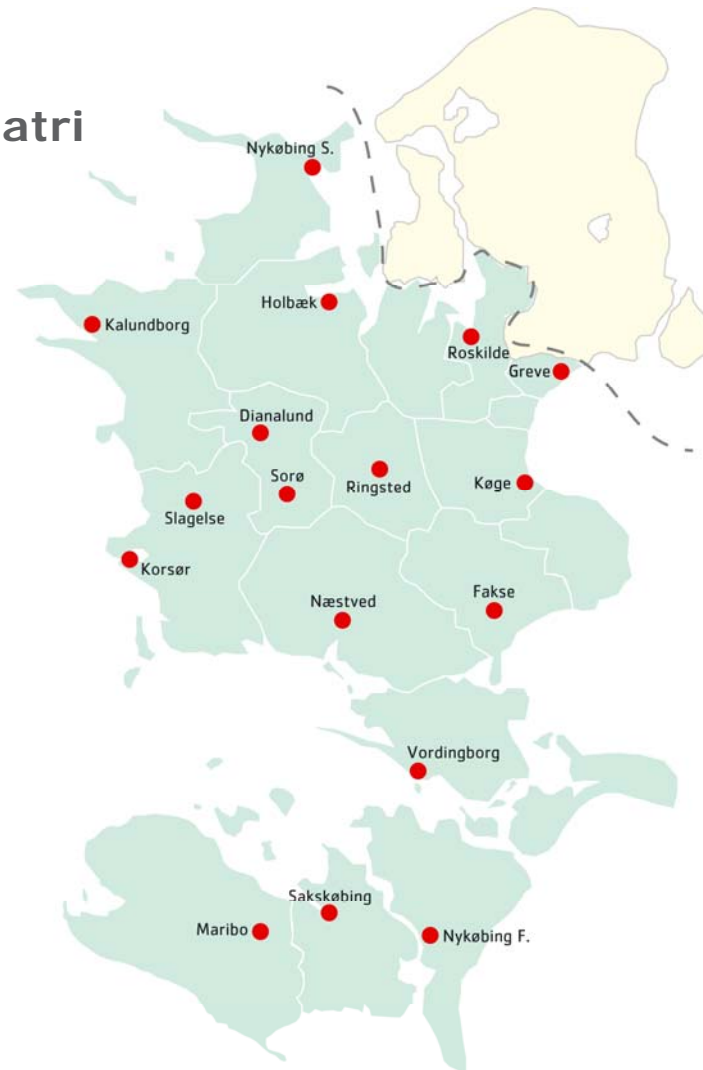 atri
Nykøbing S.
Holbæk
Kalundborg
Roskilde
Greve
Dianalund
Sorø
Ringsted
Køge
Slagelse
Korsør
Næstved
Fakse
Vordingborg
Sakskøbing
Maribo
Nykøbing F.